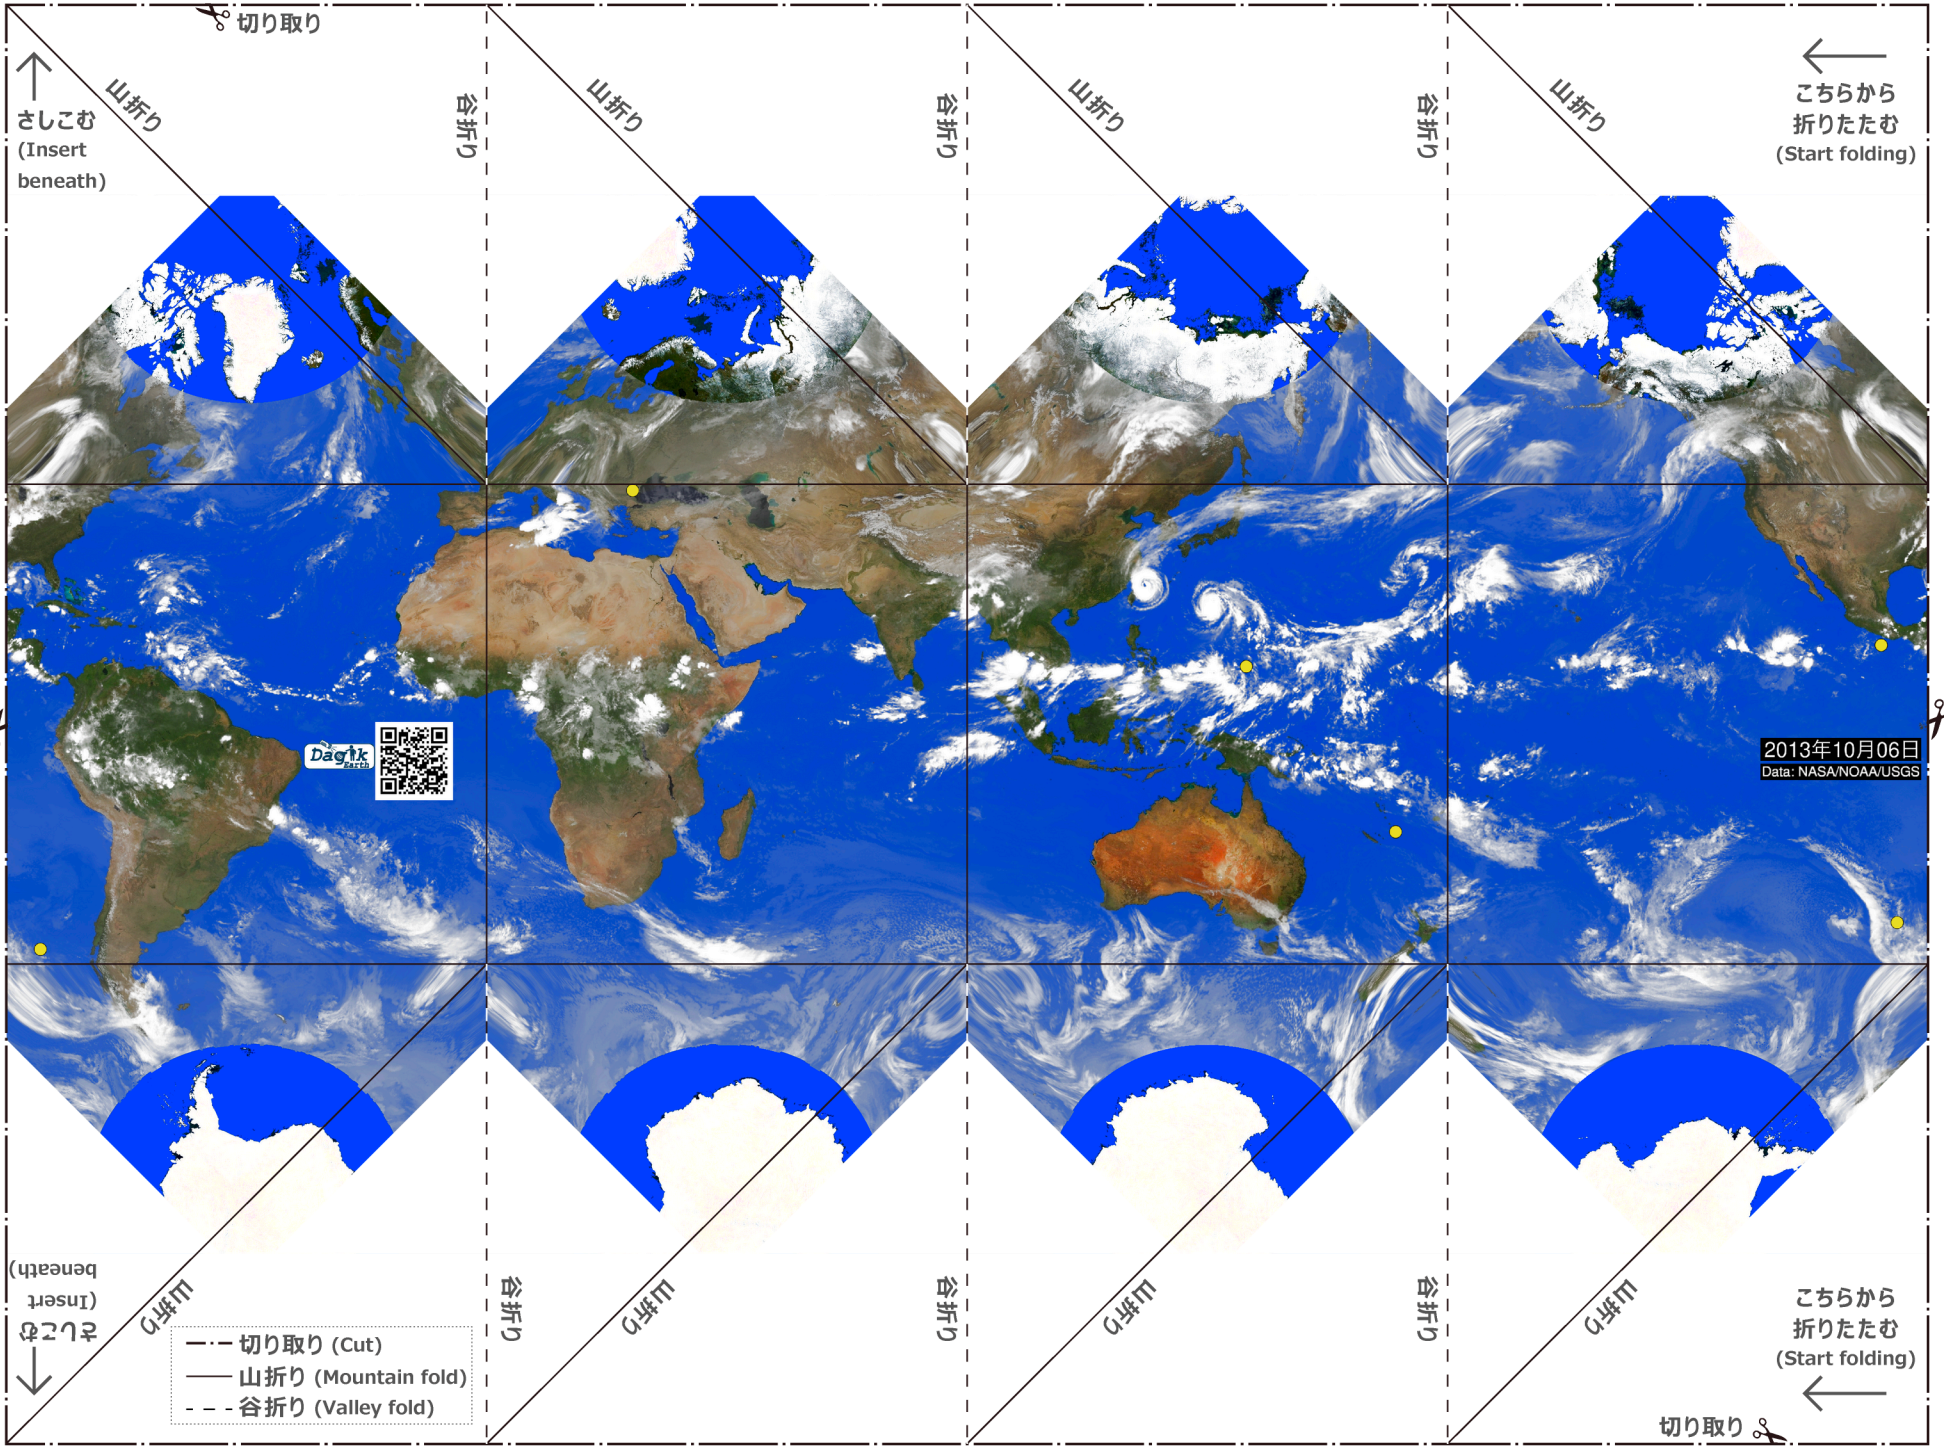 切り取り
山折り
谷折り
山折り
谷折り
山折り
谷折り
山折り
さしこむ
(Insert
beneath)
こちらから
折りたたむ
(Start folding)
Dagik
Earth
2013年10月06日
Data: NASA/NOAA/USGS
さしこむ
(Insert
beneath)
山折り
谷折り
山折り
谷折り
山折り
谷折り
山折り
こちらから
折りたたむ
(Start folding)
切り取り (Cut)
山折り (Mountain fold)
谷折り (Valley fold)
切り取り